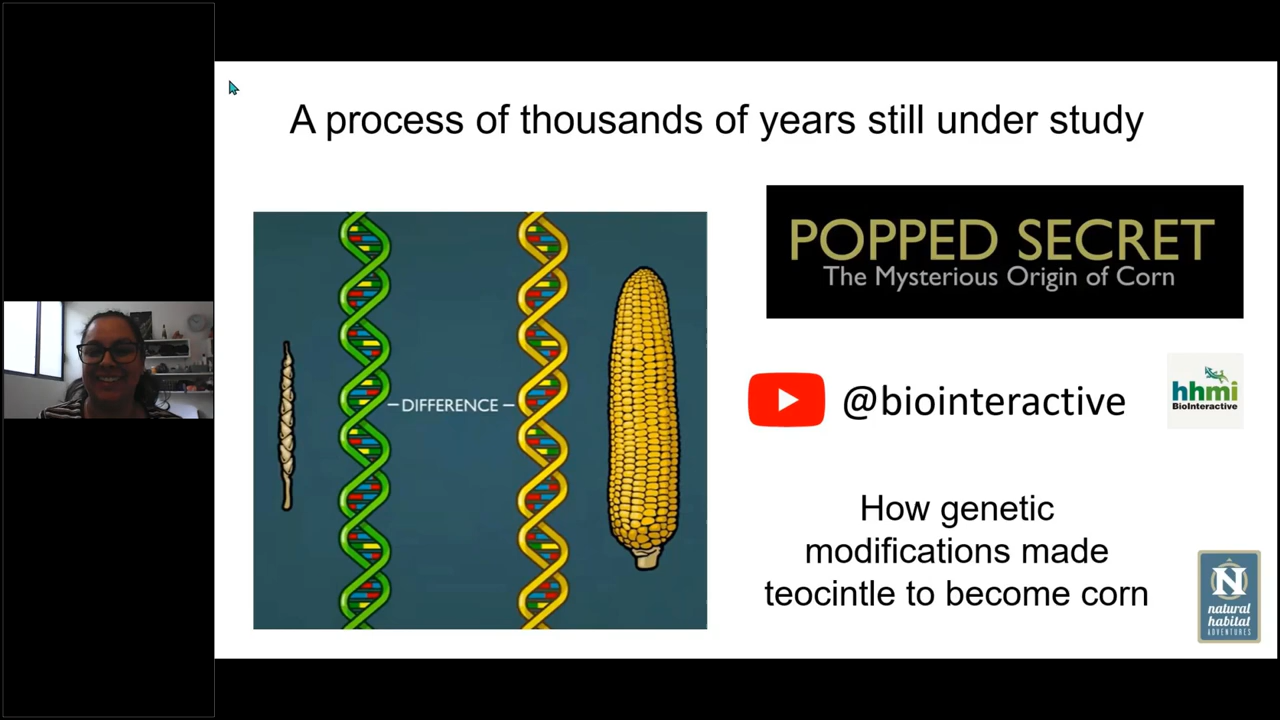 A process of thousands of years still under study
DIFFERENCE
POPPED SECRET
The Mysterious Origin of Corn
@biointeractive
hhmi
BioInteractive
How genetic
modifications made
teocintle to become corn
N
natural
habitat
ADVENTURES